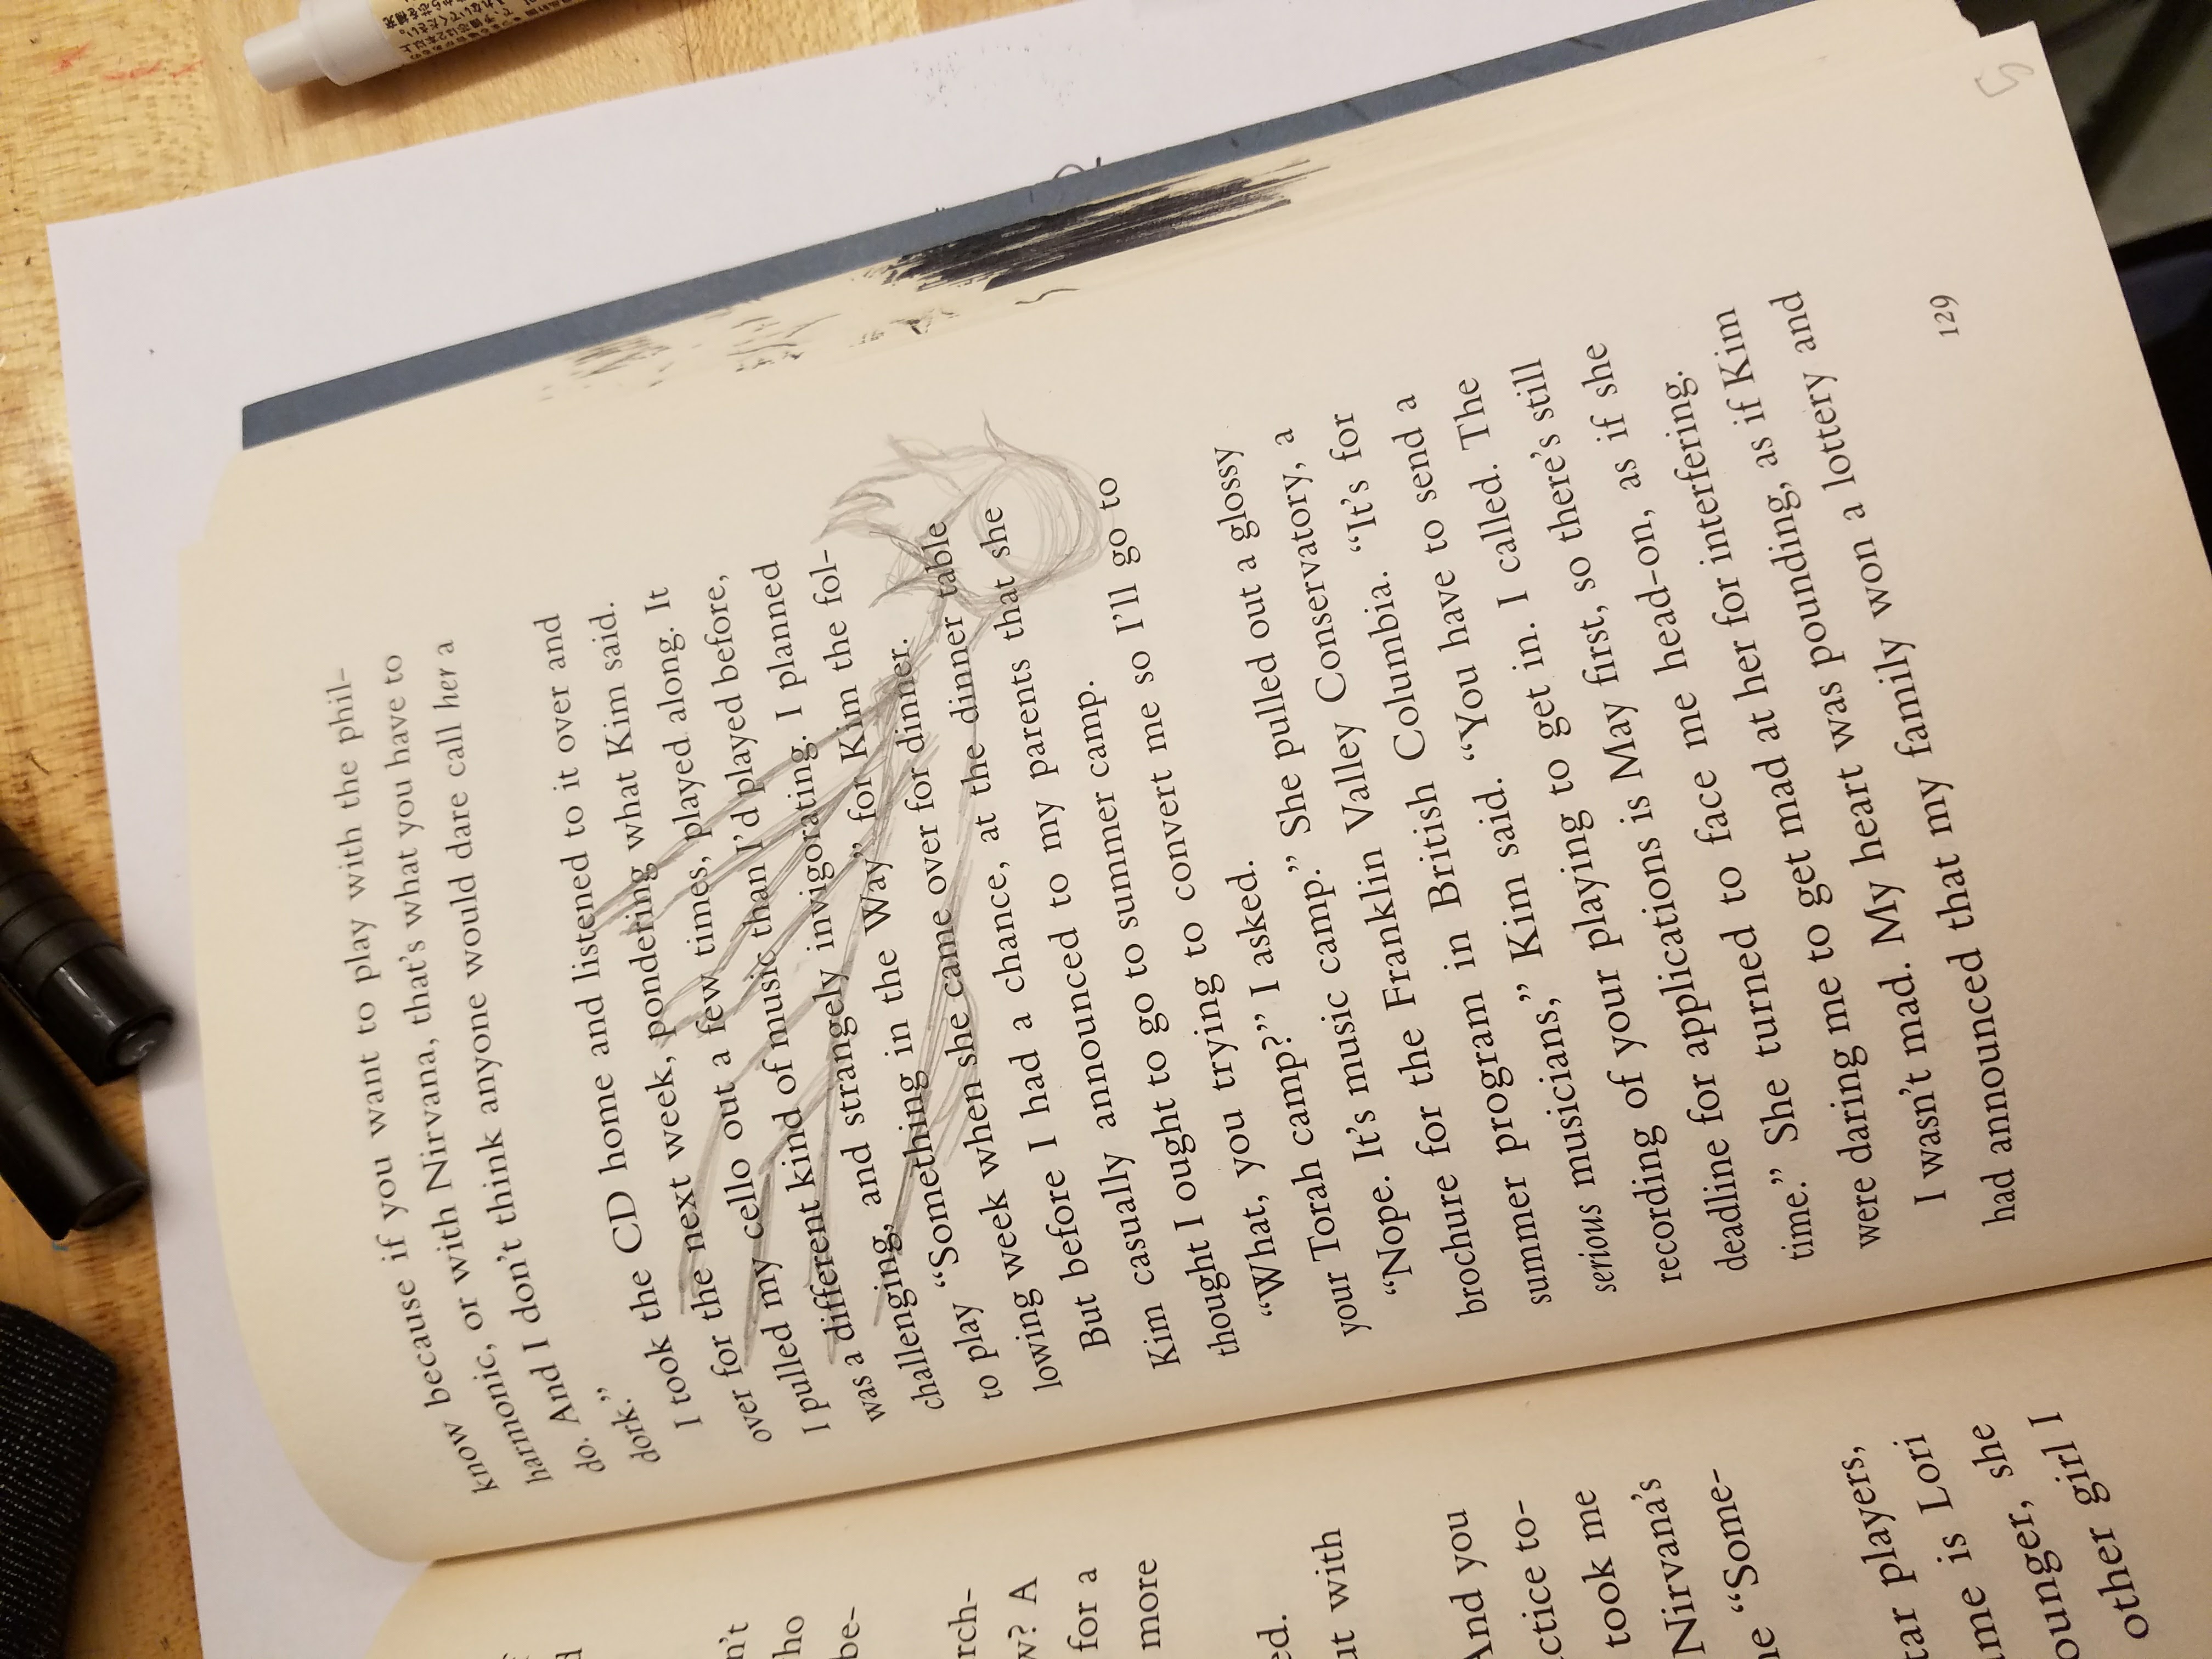 n't
ho
be-
rch-
w? A
for a
more
ed.
ut with
And you
ctice to-
took me
Nirvana's
ne "Some-
tar players,
ame is Lori
ounger, she
other girl I
know because if you want to play with the phil-
harmonic, or with Nirvana, that's what you have to
do. And I don't think anyone would dare call her a
dork."
I took the CD home and listened to it over and
over for the next week, pondering what Kim said.
I pulled my cello out a few times, played along. It
was a different kind of music than I'd played before,
challenging, and strangely invigorating. I planned
to play "Something in the Way" for Kim the fol-
lowing week when she came over for dinner.
But before I had a chance, at the dinner table
Kim casually announced to my parents that she
thought I ought to go to summer camp.
"What, you trying to convert me so I'll go to
your Torah camp?" I asked.
"Nope. It's music camp." She pulled out a glossy
brochure for the Franklin Valley Conservatory, a
summer program in British Columbia. "It's for
serious musicians," Kim said. "You have to send a
recording of your playing to get in. I called. The
deadline for applications is May first, so there's still
time." She turned to face me head-on, as if she
were daring me to get mad at her for interfering.
I wasn't mad. My heart was pounding, as if Kim
had announced that my family won a lottery and
129
5